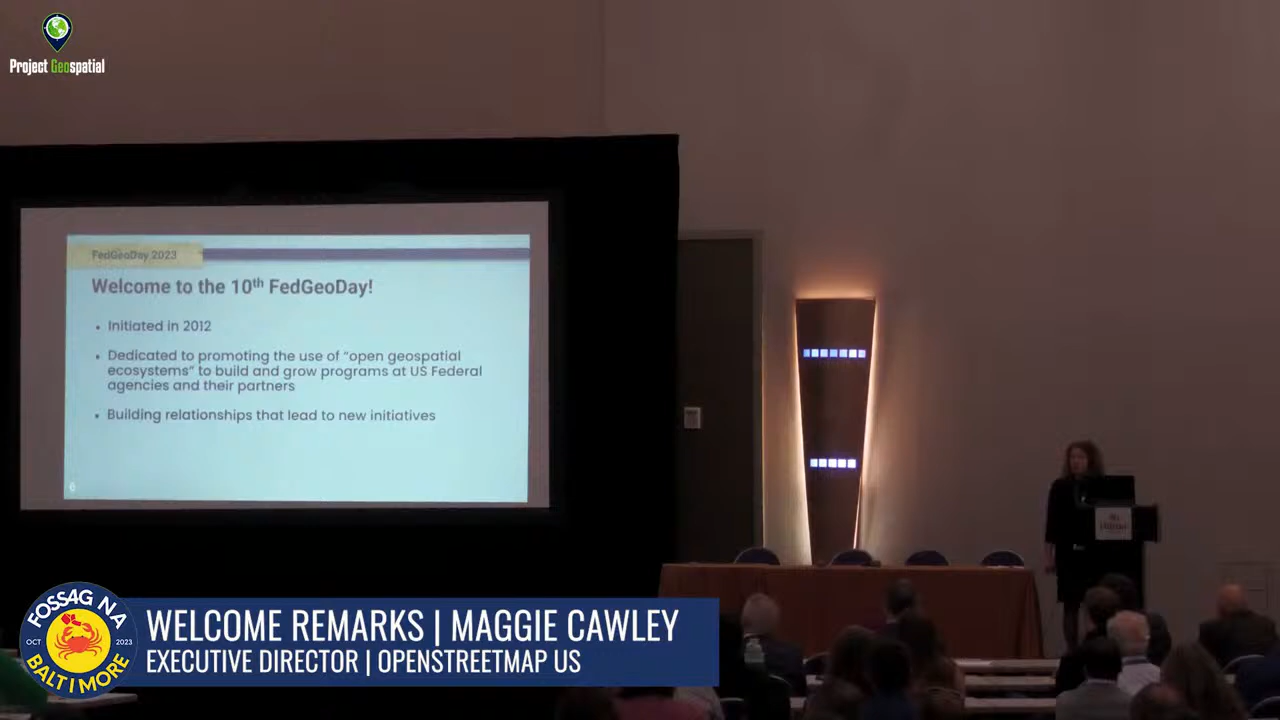 Project Geospatial
FedGeoDay 2023
Welcome to the 10th FedGeoDay!
• Initiated in 2012
• Dedicated to promoting the use of “open geospatial
ecosystems” to build and grow programs at US Federal
agencies and their partners
• Building relationships that lead to new initiatives
6
FOSS4G NA
OCT 2023
BALTIMORE
WELCOME REMARKS | MAGGIE CAWLEY
EXECUTIVE DIRECTOR | OPENSTREETMAP US